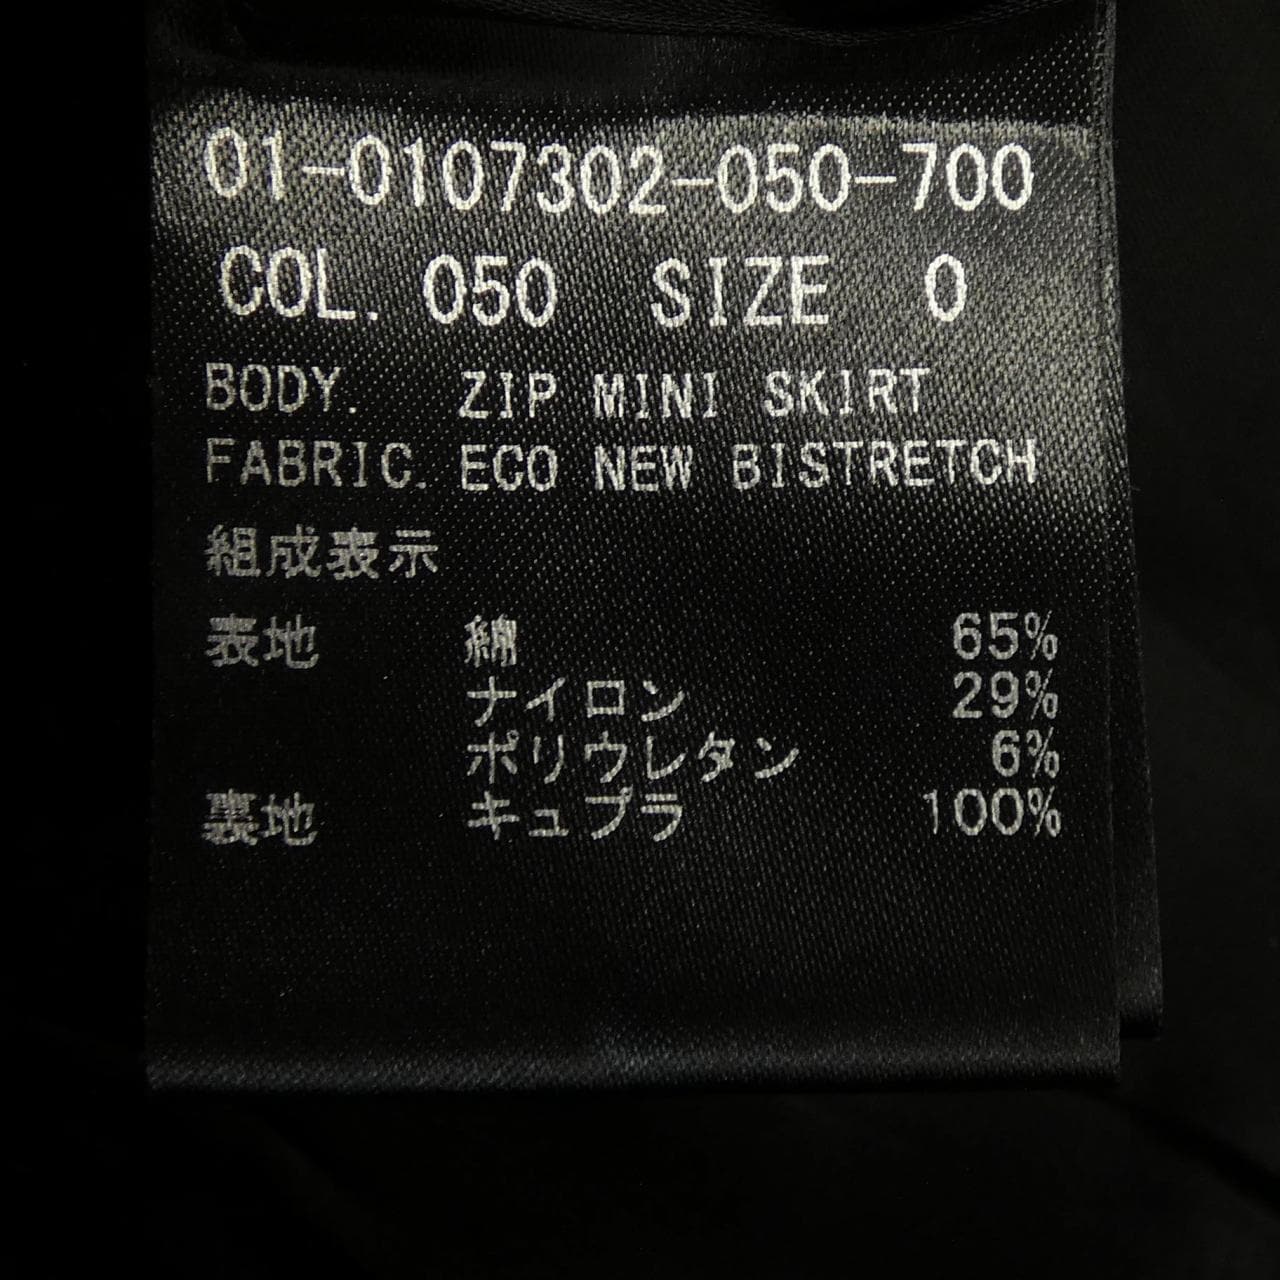 01-0107302-050-700
COL. 050 SIZE 0
BODY. ZIP MINI SKIRT
FABRIC. ECO NEW BISTRETCH
組成表示
表地 綿 65%
ナイロン 29%
ポリウレタン 6%
裏地 キュプラ 100%